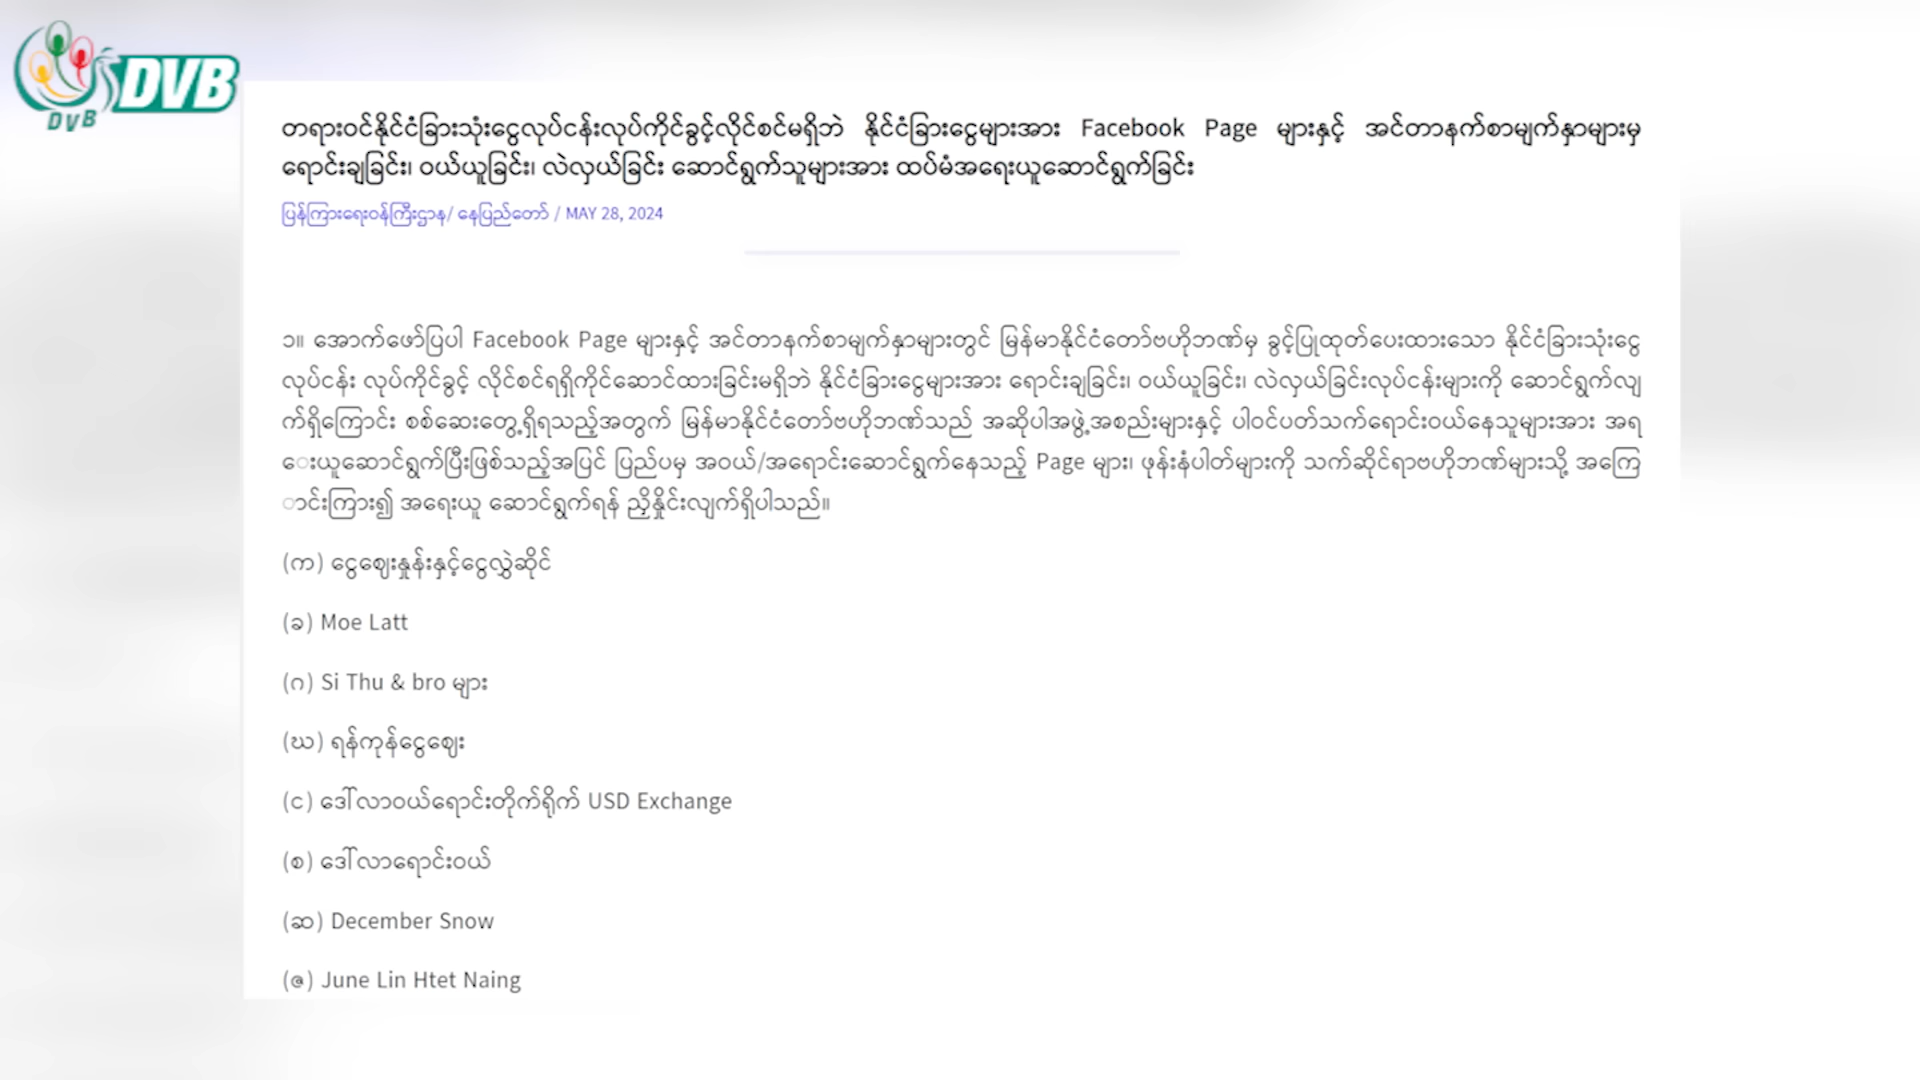 DVB
DVB
တရားဝင်နိုင်ငံခြားသုံးငွေလုပ်ငန်းလုပ်ကိုင်ခွင့်လိုင်စင်မရှိဘဲ နိုင်ငံခြားငွေများအား Facebook Page များနှင့် အင်တာနက်စာမျက်နှာများမှ
ရောင်းချခြင်း၊ ဝယ်ယူခြင်း၊ လဲလှယ်ခြင်း ဆောင်ရွက်သူများအား ထပ်မံအရေးယူဆောင်ရွက်ခြင်း
ပြန်ကြားရေးဝန်ကြီးဌာန/ နေပြည်တော် / MAY 28, 2024
၁။ အောက်ဖော်ပြပါ Facebook Page များနှင့် အင်တာနက်စာမျက်နှာများတွင် မြန်မာနိုင်ငံတော်ဗဟိုဘဏ်မှ ခွင့်ပြုထုတ်ပေးထားသော နိုင်ငံခြားသုံးငွေ
လုပ်ငန်း လုပ်ကိုင်ခွင့် လိုင်စင်ရရှိကိုင်ဆောင်ထားခြင်းမရှိဘဲ နိုင်ငံခြားငွေများအား ရောင်းချခြင်း၊ ဝယ်ယူခြင်း၊ လဲလှယ်ခြင်းလုပ်ငန်းများကို ဆောင်ရွက်လျ
က်ရှိကြောင်း စစ်ဆေးတွေ့ရှိရသည့်အတွက် မြန်မာနိုင်ငံတော်ဗဟိုဘဏ်သည် အဆိုပါအဖွဲ့အစည်းများနှင့် ပါဝင်ပတ်သက်ရောင်းဝယ်နေသူများအား အရ
ေးယူဆောင်ရွက်ပြီးဖြစ်သည့်အပြင် ပြည်ပမှ အဝယ်/အရောင်းဆောင်ရွက်နေသည့် Page များ၊ ဖုန်းနံပါတ်များကို သက်ဆိုင်ရာဗဟိုဘဏ်များသို့ အကြေ
ာင်းကြား၍ အရေးယူ ဆောင်ရွက်ရန် ညှိနှိုင်းလျက်ရှိပါသည်။
(က) ငွေဈေးနှုန်းနှင့်ငွေလွှဲဆိုင်
(ခ) Moe Latt
(ဂ) Si Thu & bro များ
(ဃ) ရန်ကုန်ငွေဈေး
(င) ဒေါ်လာဝယ်ရောင်းတိုက်ရိုက် USD Exchange
(စ) ဒေါ်လာရောင်းဝယ်
(ဆ) December Snow
(ဇ) June Lin Htet Naing